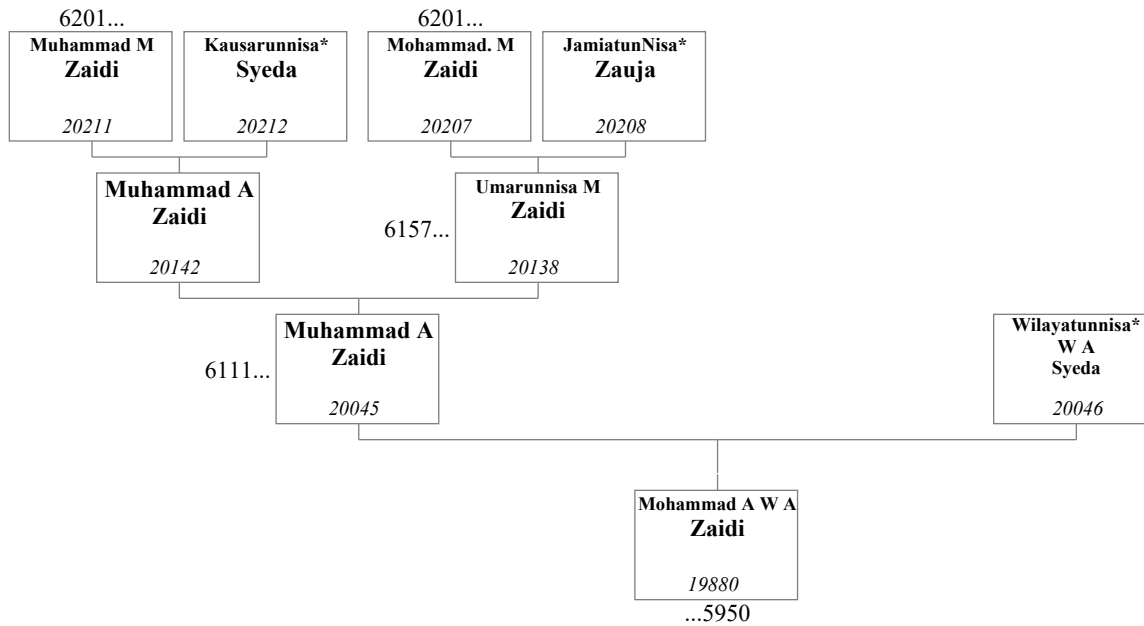 6201...
Muhammad M
Zaidi
20211
Kausarunnisa*
Syeda
20212
6201...
Mohammad. M
Zaidi
20207
JamiatunNisa*
Zauja
20208
Muhammad A
Zaidi
20142
6157...
Umarunnisa M
Zaidi
20138
6111...
Muhammad A
Zaidi
20045
Wilayatunnisa*
W A
Syeda
20046
Mohammad A W A
Zaidi
19880
...5950